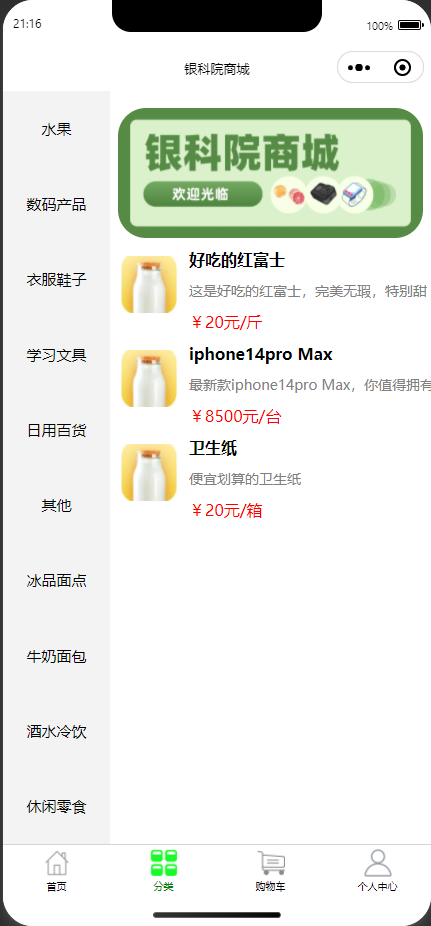 21:16
100%
银科院商城
水果
数码产品
衣服鞋子
学习文具
日用百货
其他
冰品面点
牛奶面包
酒水冷饮
休闲零食
银科院商城
欢迎光临
好吃的红富士
这是好吃的红富士，完美无瑕，特别甜
￥20元/斤
iphone14pro Max
最新款iphone14pro Max，你值得拥有
￥8500元/台
卫生纸
便宜划算的卫生纸
￥20元/箱
首页
分类
购物车
个人中心